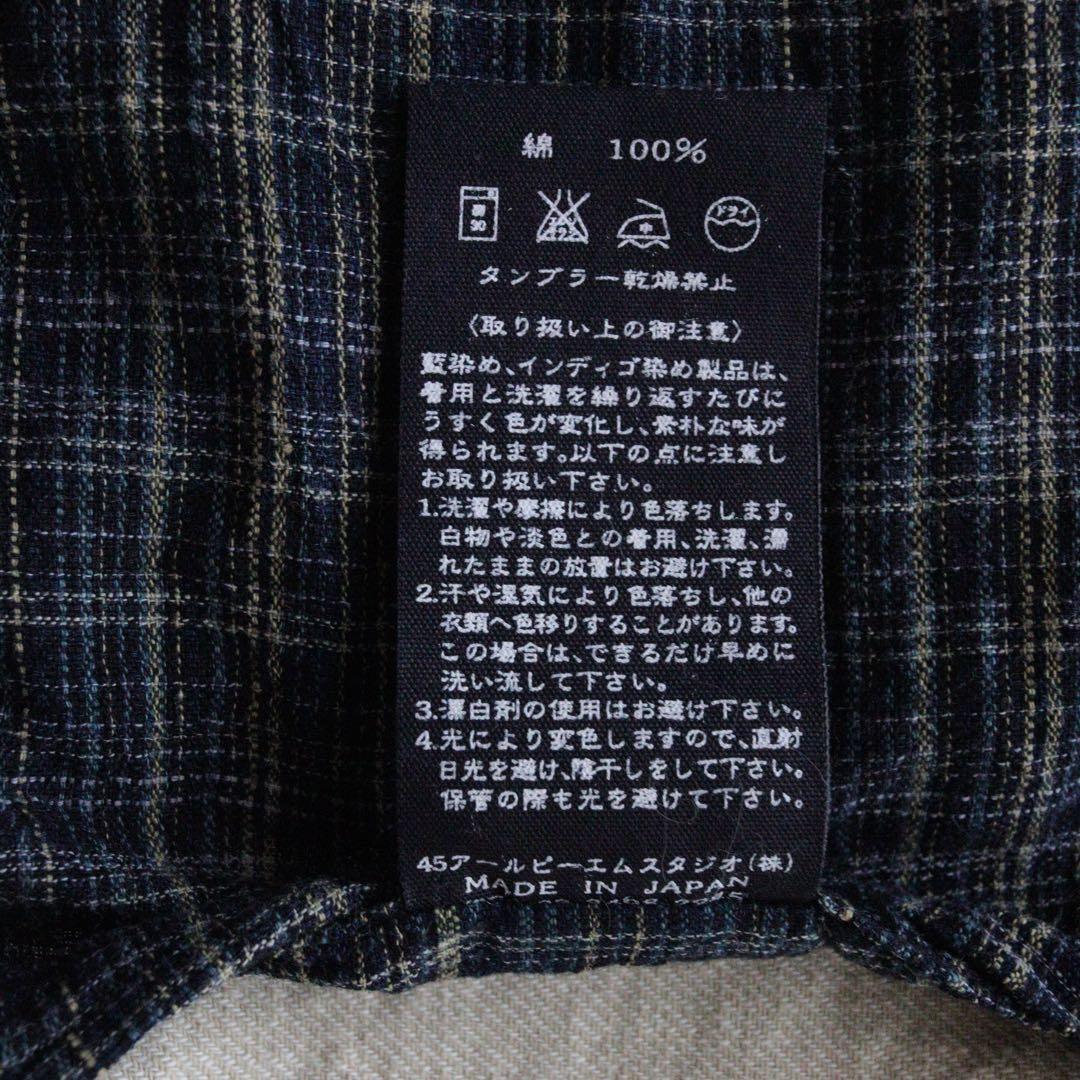 綿 100%
ドライ
タンブラー乾燥禁止
〈取り扱い上の御注意〉
藍染め、インディゴ染め製品は、
着用と洗濯を繰り返すたびに
うすく色が変化し、素朴な味が
得られます。以下の点に注意し
お取り扱い下さい。
1.洗濯や摩擦により色落ちします。
白物や淡色との着用、洗濯、濡
れたままの放置はお避け下さい。
2.汗や湿気により色落ちし、他の
衣類へ色移りすることがあります。
この場合は、できるだけ早めに
洗い流して下さい。
3.漂白剤の使用はお避け下さい。
4.光により変色しますので、直射
日光を避け、陰干しをして下さい。
保管の際も光を避けて下さい。
45アールピーエムスタジオ(株)
MADE IN JAPAN